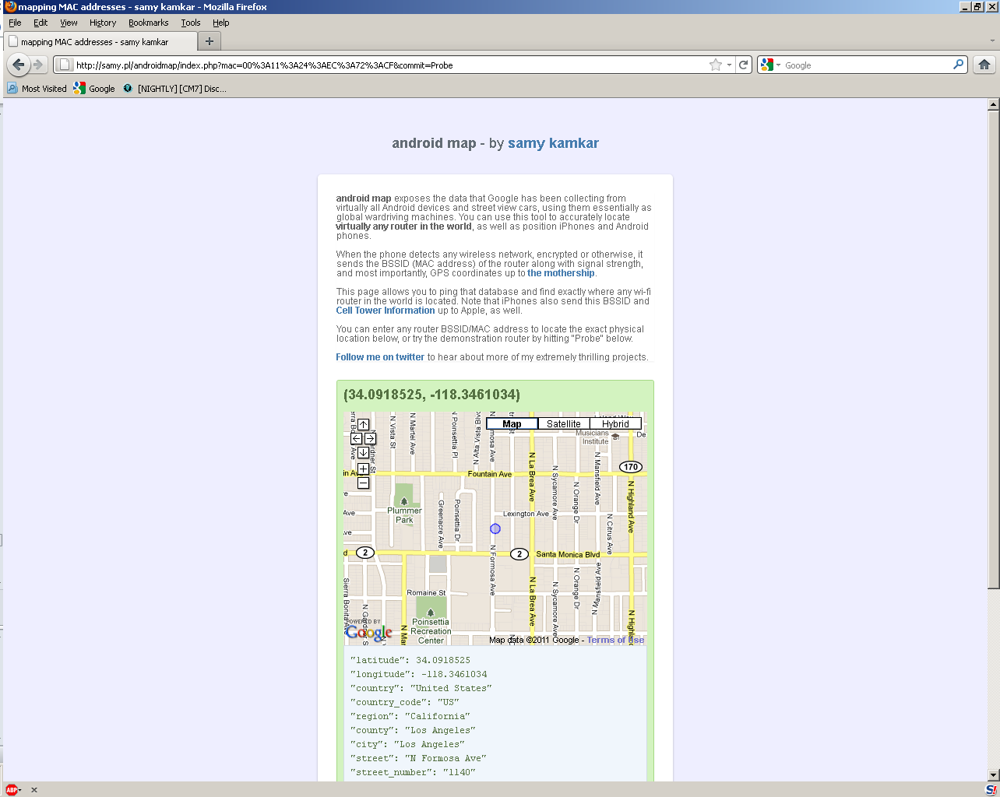 mapping MAC addresses - samy kamkar - Mozilla Firefox
File Edit View History Bookmarks Tools Help
mapping MAC addresses - samy kamkar
http://samy.pl/androidmap/index.php?mac=00%3A11%3A24%3AEC%3A72%3ACF&commit=Probe
Google
Most Visited Google [NIGHTLY] [CM7] Disc...
android map - by samy kamkar
android map exposes the data that Google has been collecting from
virtually all Android devices and street view cars, using them essentially as
global wardriving machines. You can use this tool to accurately locate
virtually any router in the world, as well as position iPhones and Android
phones.
When the phone detects any wireless network, encrypted or otherwise, it
sends the BSSID (MAC address) of the router along with signal strength,
and most importantly, GPS coordinates up to the mothership.
This page allows you to ping that database and find exactly where any wi-fi
router in the world is located. Note that iPhones also send this BSSID and
Cell Tower Information up to Apple, as well.
You can enter any router BSSID/MAC address to locate the exact physical
location below, or try the demonstration router by hitting "Probe" below.
Follow me on twitter to hear about more of my extremely thrilling projects.
(34.0918525, -118.3461034)
Map Satellite Hybrid
N Vista St
N Martel Ave
N Poinsettia Pl
N Alta Vista Blvd
Musicians
Institute
De
170
Fountain Ave
N La Brea Ave
N Sycamore Ave
N Orange Dr
N Mansfield Ave
N Highland Ave
Plummer
Park
Greenacre Ave
Poinsettia Dr
Lexington Ave
N Citrus Ave
Ave
2
2
Santa Monica Blvd
N Formosa Ave
N La Brea Ave
N Sycamore Ave
N Orange Dr
N Mansfield Ave
Romaine St
Poinsettia
Recreation
Center
POWERED BY
Google
Map data ©2011 Google - Terms of Use
"latitude": 34.0918525
"longitude": -118.3461034
"country": "United States"
"country_code": "US"
"region": "California"
"county": "Los Angeles"
"city": "Los Angeles"
"street": "N Formosa Ave"
"street_number": "1140"
ABP
S!